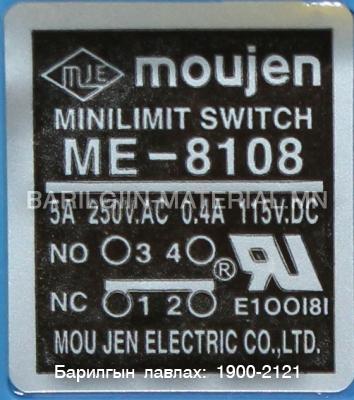 MJE moujen
MINILIMIT SWITCH
ME-8108
BARILGIIN-MATERIAL.MN
5A 250V.AC 0.4A 115V.DC
NO 3 4
® RU
NC 1 2 E100181
MOU JEN ELECTRIC CO.,LTD.
Барилгын лавлах: 1900-2121